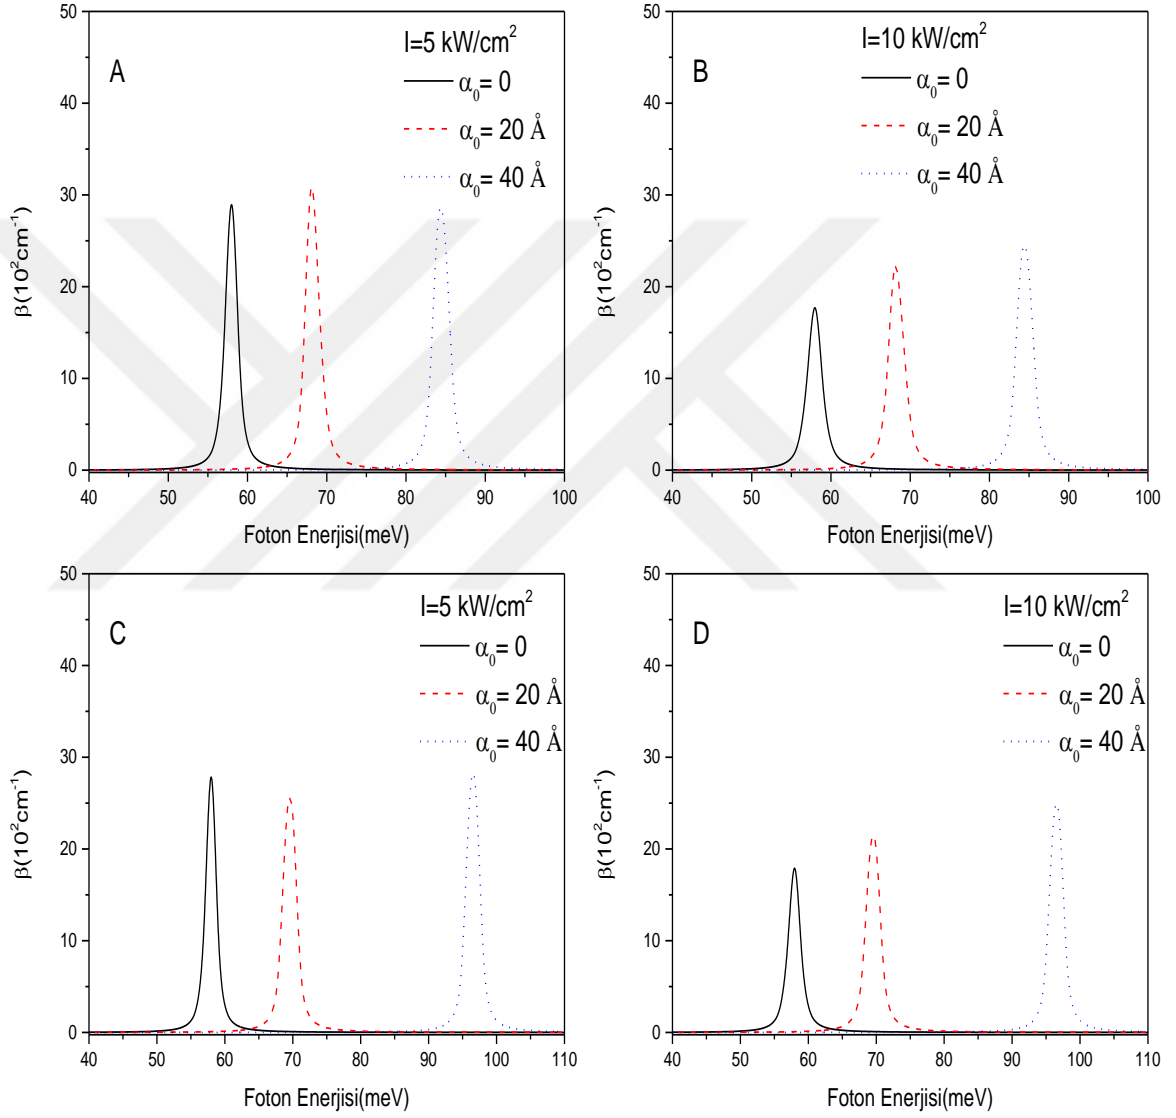 A
I=5 kW/cm²
α₀= 0
α₀= 20 Å
α₀= 40 Å
50
40
30
20
10
0
β(10²cm⁻¹)
40 50 60 70 80 90 100
Foton Enerjisi(meV)
B
I=10 kW/cm²
α₀= 0
α₀= 20 Å
α₀= 40 Å
50
40
30
20
10
0
β(10²cm⁻¹)
40 50 60 70 80 90 100
Foton Enerjisi(meV)
C
I=5 kW/cm²
α₀= 0
α₀= 20 Å
α₀= 40 Å
50
40
30
20
10
0
β(10²cm⁻¹)
40 50 60 70 80 90 100 110
Foton Enerjisi(meV)
D
I=10 kW/cm²
α₀= 0
α₀= 20 Å
α₀= 40 Å
50
40
30
20
10
0
β(10²cm⁻¹)
40 50 60 70 80 90 100 110
Foton Enerjisi(meV)